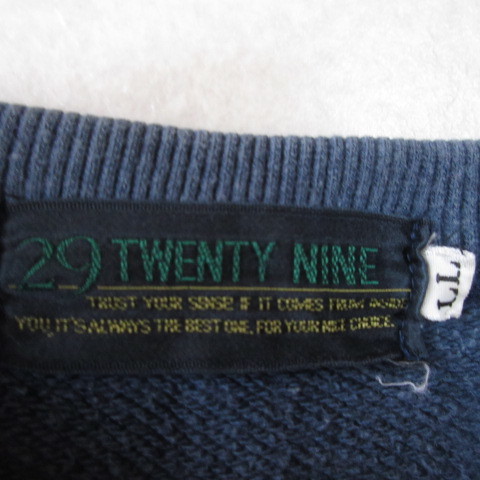 29 TWENTY NINE
TRUST YOUR SENSE IF IT COMES FROM INSIDE
YOU, IT'S ALWAYS THE BEST ONE, FOR YOUR NICE CHOICE.
LL